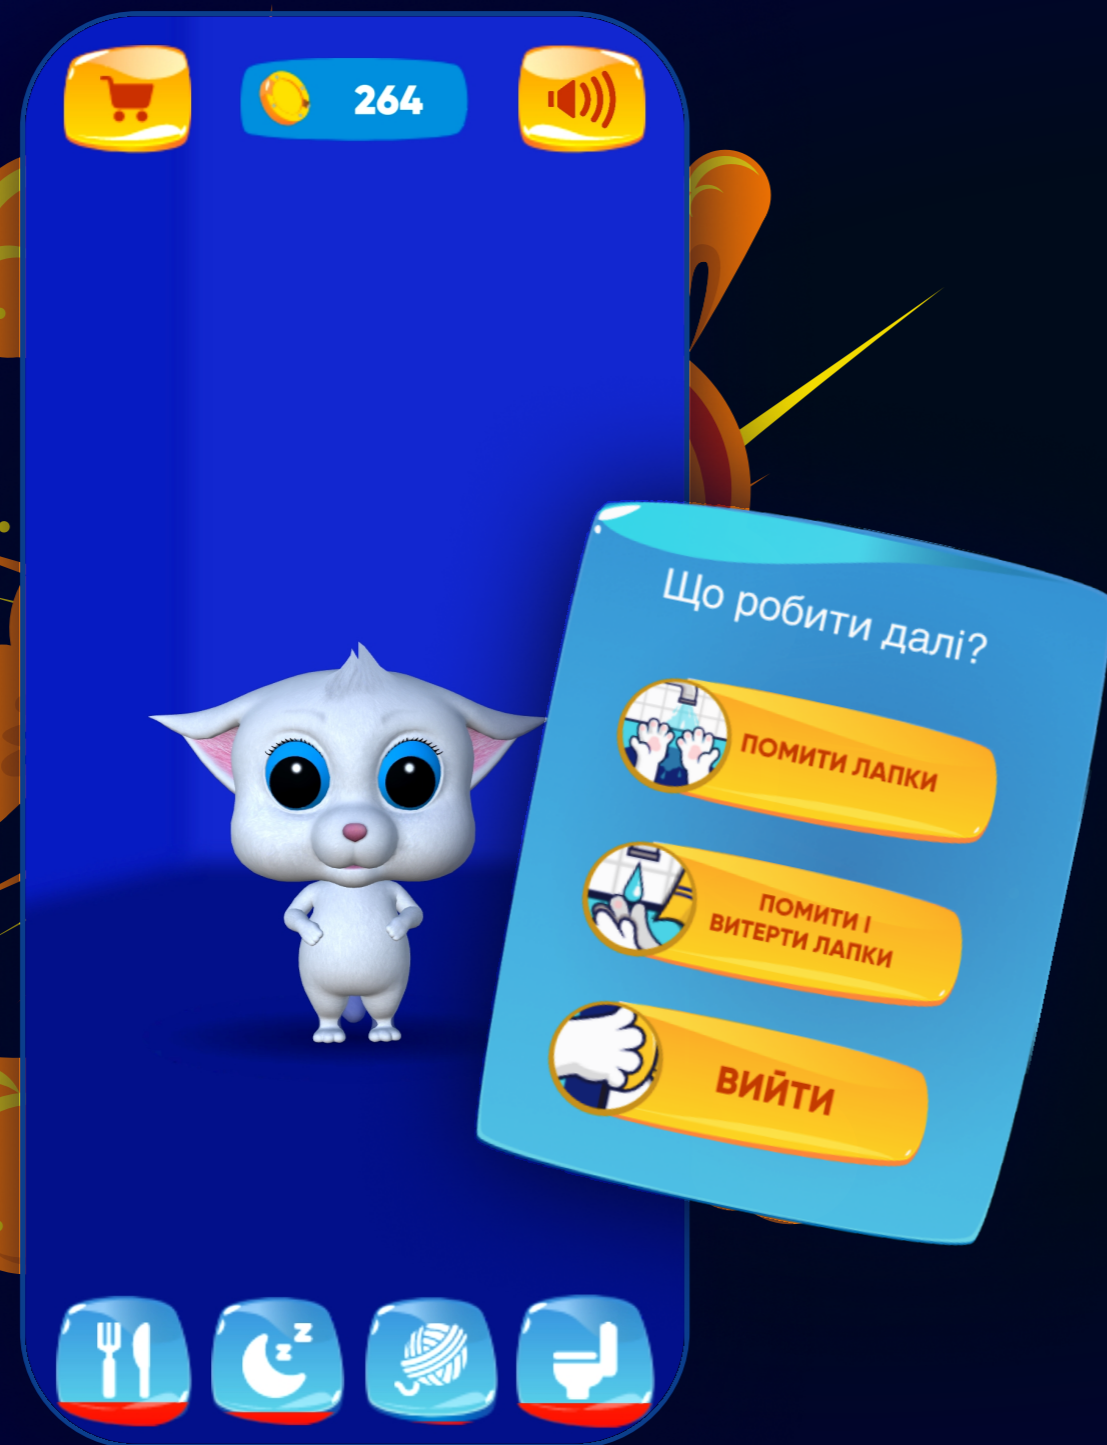 264
Що робити далі?
ПОМИТИ ЛАПКИ
ПОМИТИ І
ВИТЕРТИ ЛАПКИ
ВИЙТИ
z
z